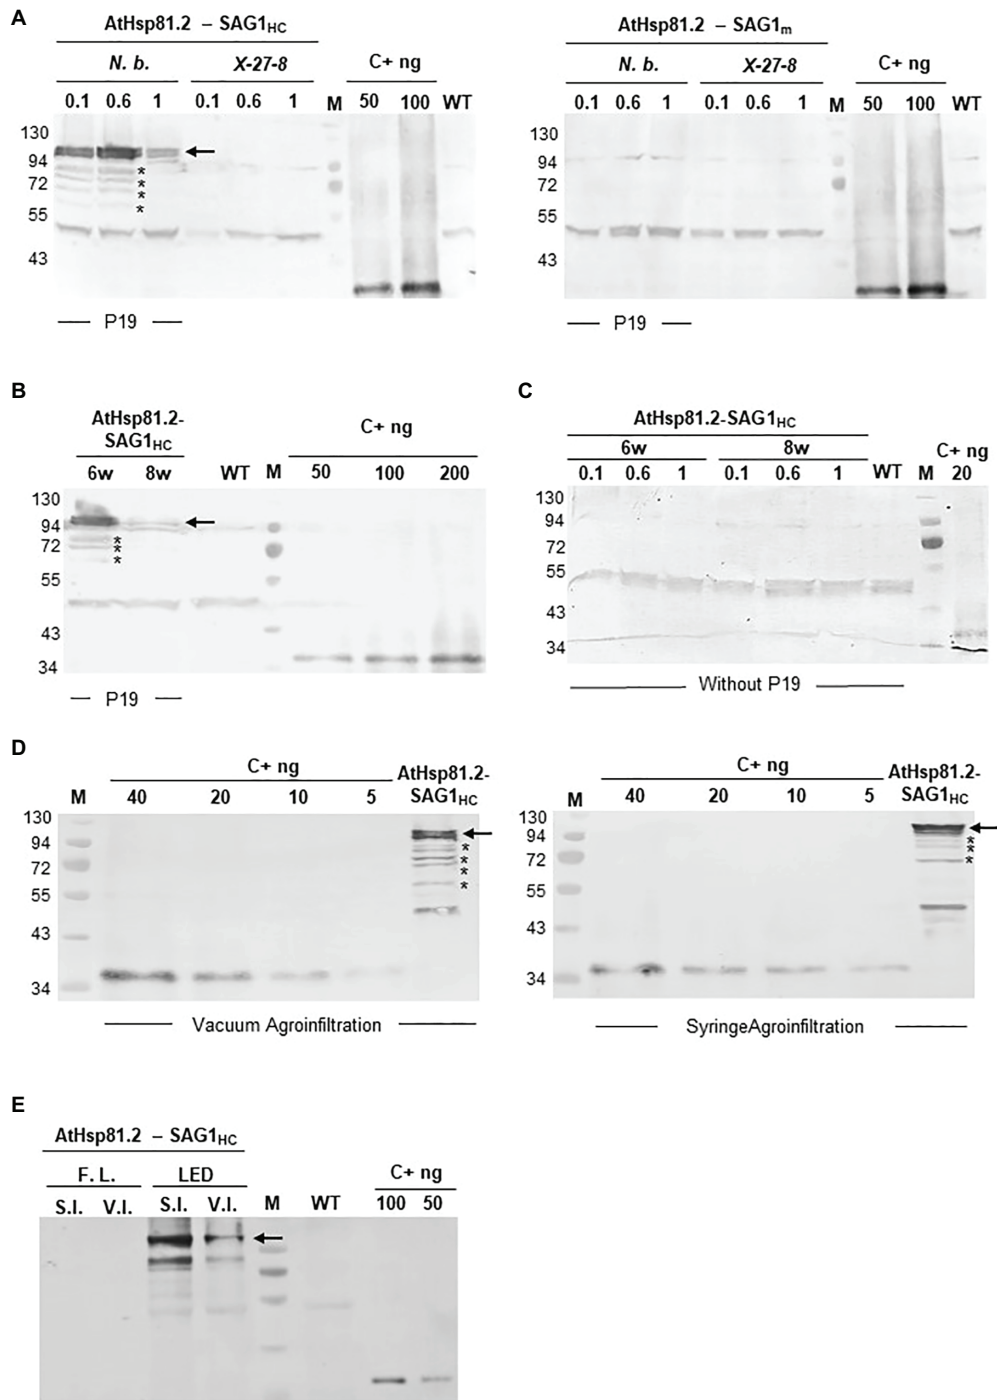 A
AtHsp81.2 – SAG1HC
N. b. X-27-8 C+ ng
0.1 0.6 1 0.1 0.6 1 M 50 100 WT
130
94
72
55
43
*
*
*
*
P19
AtHsp81.2 – SAG1m
N. b. X-27-8 C+ ng
0.1 0.6 1 0.1 0.6 1 M 50 100 WT
130
94
72
55
43
P19
B
AtHsp81.2-
SAG1HC
C+ ng
6w 8w WT M 50 100 200
130
94
72
55
43
34
*
*
*
P19
C
AtHsp81.2-SAG1HC
6w 8w C+ ng
0.1 0.6 1 0.1 0.6 1 WT M 20
130
94
72
55
43
34
Without P19
D
C+ ng AtHsp81.2-
M 40 20 10 5 SAG1HC
130
94
72
55
43
34
*
*
*
*
Vacuum Agroinfiltration
C+ ng AtHsp81.2-
M 40 20 10 5 SAG1HC
130
94
72
55
43
34
*
*
*
SyringeAgroinfiltration
E
AtHsp81.2 – SAG1HC
F. L. LED C+ ng
S.I. V.I. S.I. V.I. M WT 100 50